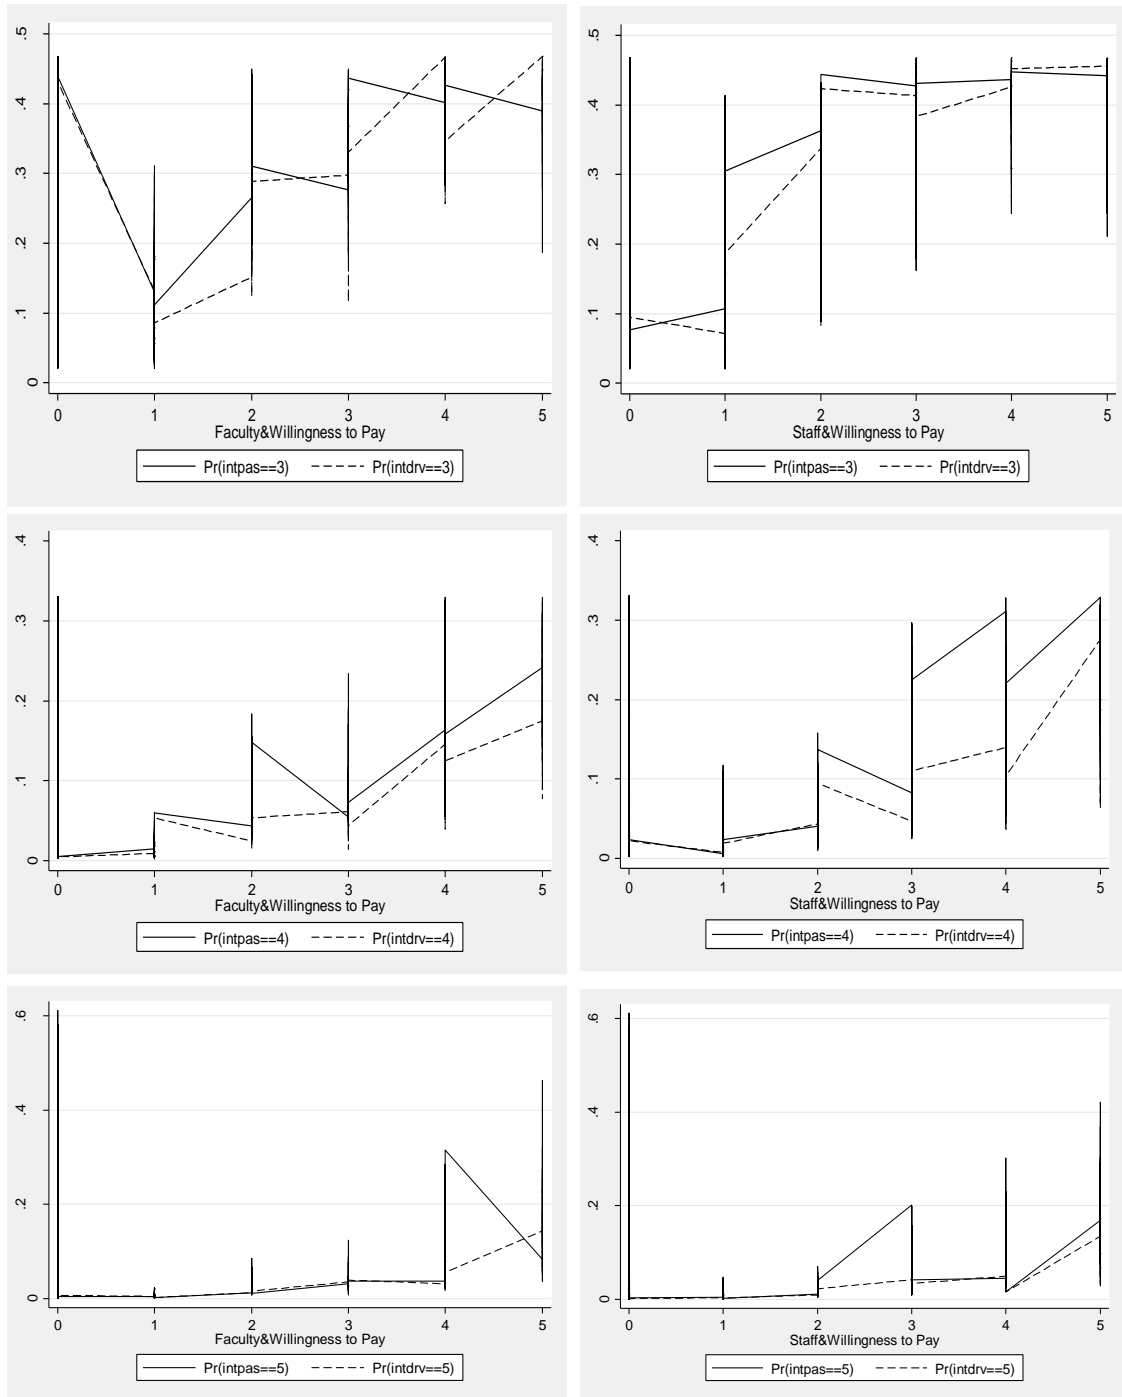 .5
.4
.3
.2
.1
0
0 1 2 3 4 5
Faculty&Willingness to Pay
Pr(intpas==3) Pr(intdrv==3)
.5
.4
.3
.2
.1
0
0 1 2 3 4 5
Staff&Willingness to Pay
Pr(intpas==3) Pr(intdrv==3)
.4
.3
.2
.1
0
0 1 2 3 4 5
Faculty&Willingness to Pay
Pr(intpas==4) Pr(intdrv==4)
.4
.3
.2
.1
0
0 1 2 3 4 5
Staff&Willingness to Pay
Pr(intpas==4) Pr(intdrv==4)
.6
.4
.2
0
0 1 2 3 4 5
Faculty&Willingness to Pay
Pr(intpas==5) Pr(intdrv==5)
.6
.4
.2
0
0 1 2 3 4 5
Staff&Willingness to Pay
Pr(intpas==5) Pr(intdrv==5)